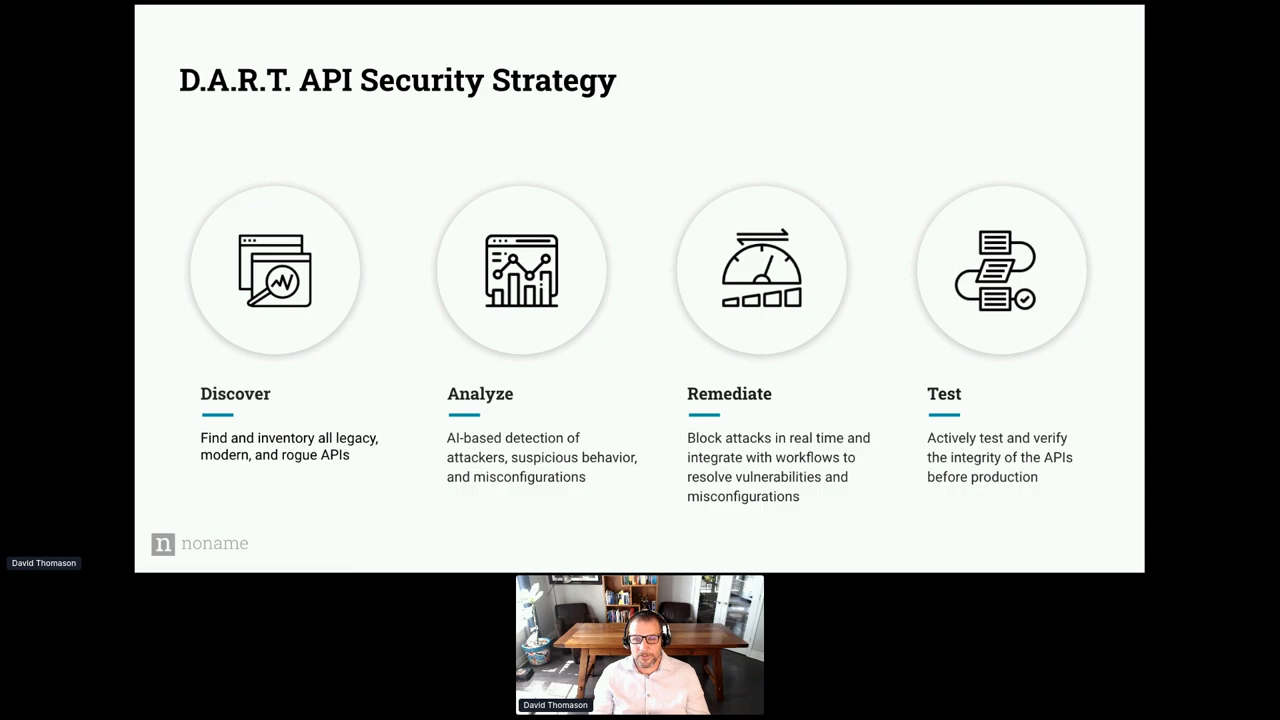 D.A.R.T. API Security Strategy
Discover
Find and inventory all legacy,
modern, and rogue APIs
Analyze
AI-based detection of
attackers, suspicious behavior,
and misconfigurations
Remediate
Block attacks in real time and
integrate with workflows to
resolve vulnerabilities and
misconfigurations
Test
Actively test and verify
the integrity of the APIs
before production
n noname
David Thomason
David Thomason